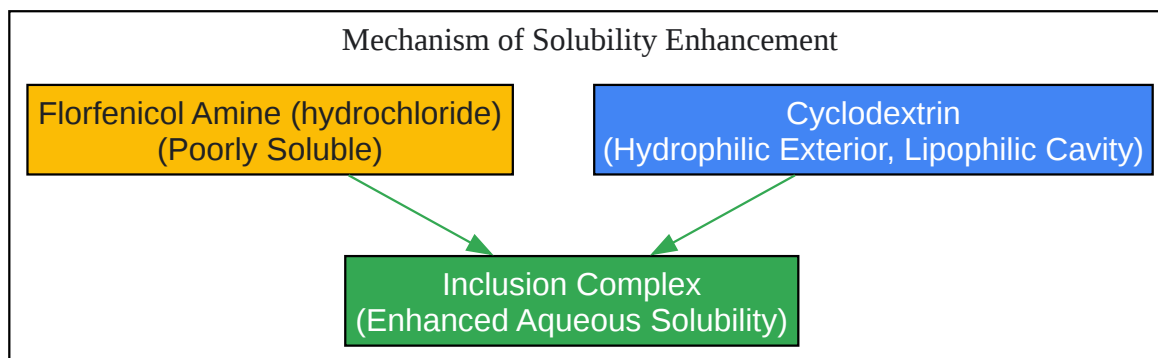 Mechanism of Solubility Enhancement
Florfenicol Amine (hydrochloride)
(Poorly Soluble)
Cyclodextrin
(Hydrophilic Exterior, Lipophilic Cavity)
Inclusion Complex
(Enhanced Aqueous Solubility)